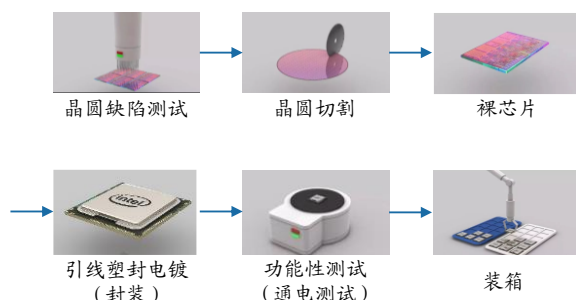 晶圆缺陷测试
晶圆切割
裸芯片
intel
引线塑封电镀
（封装）
功能性测试
（通电测试）
装箱